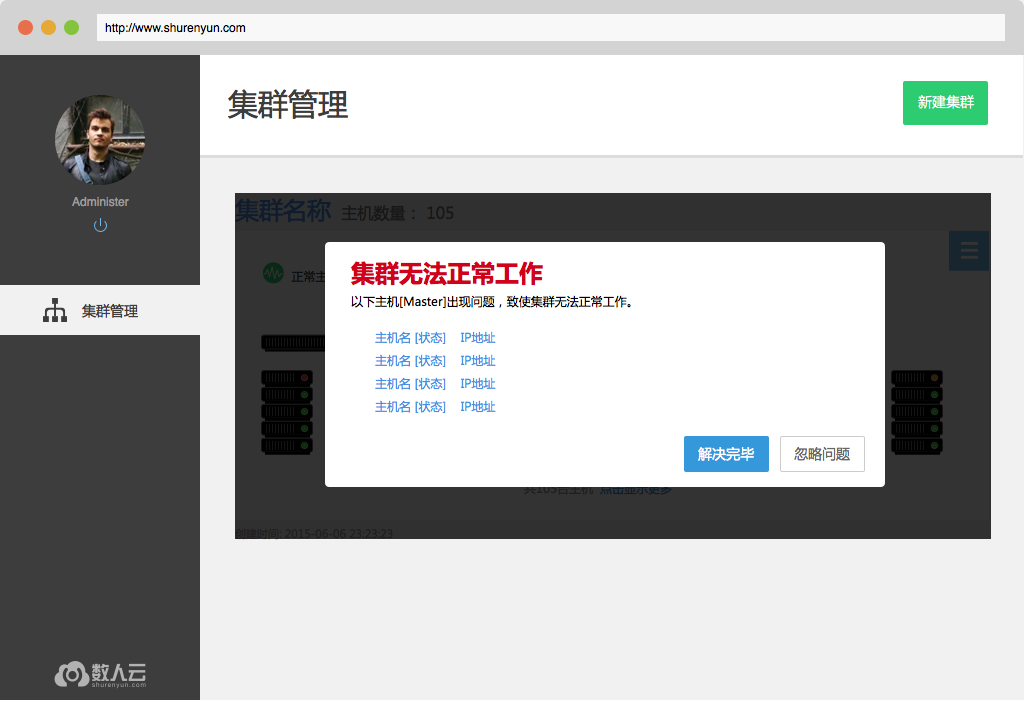 http://www.shurenyun.com
集群管理
新建集群
Administer
集群管理
集群名称 主机数量： 105
正常主
集群无法正常工作
以下主机[Master]出现问题，致使集群无法正常工作。
主机名 [状态] IP地址
主机名 [状态] IP地址
主机名 [状态] IP地址
主机名 [状态] IP地址
解决完毕 忽略问题
共105台主机 点击显示更多
创建时间: 2015-06-06 23:23:23
数人云
shurenyun.com